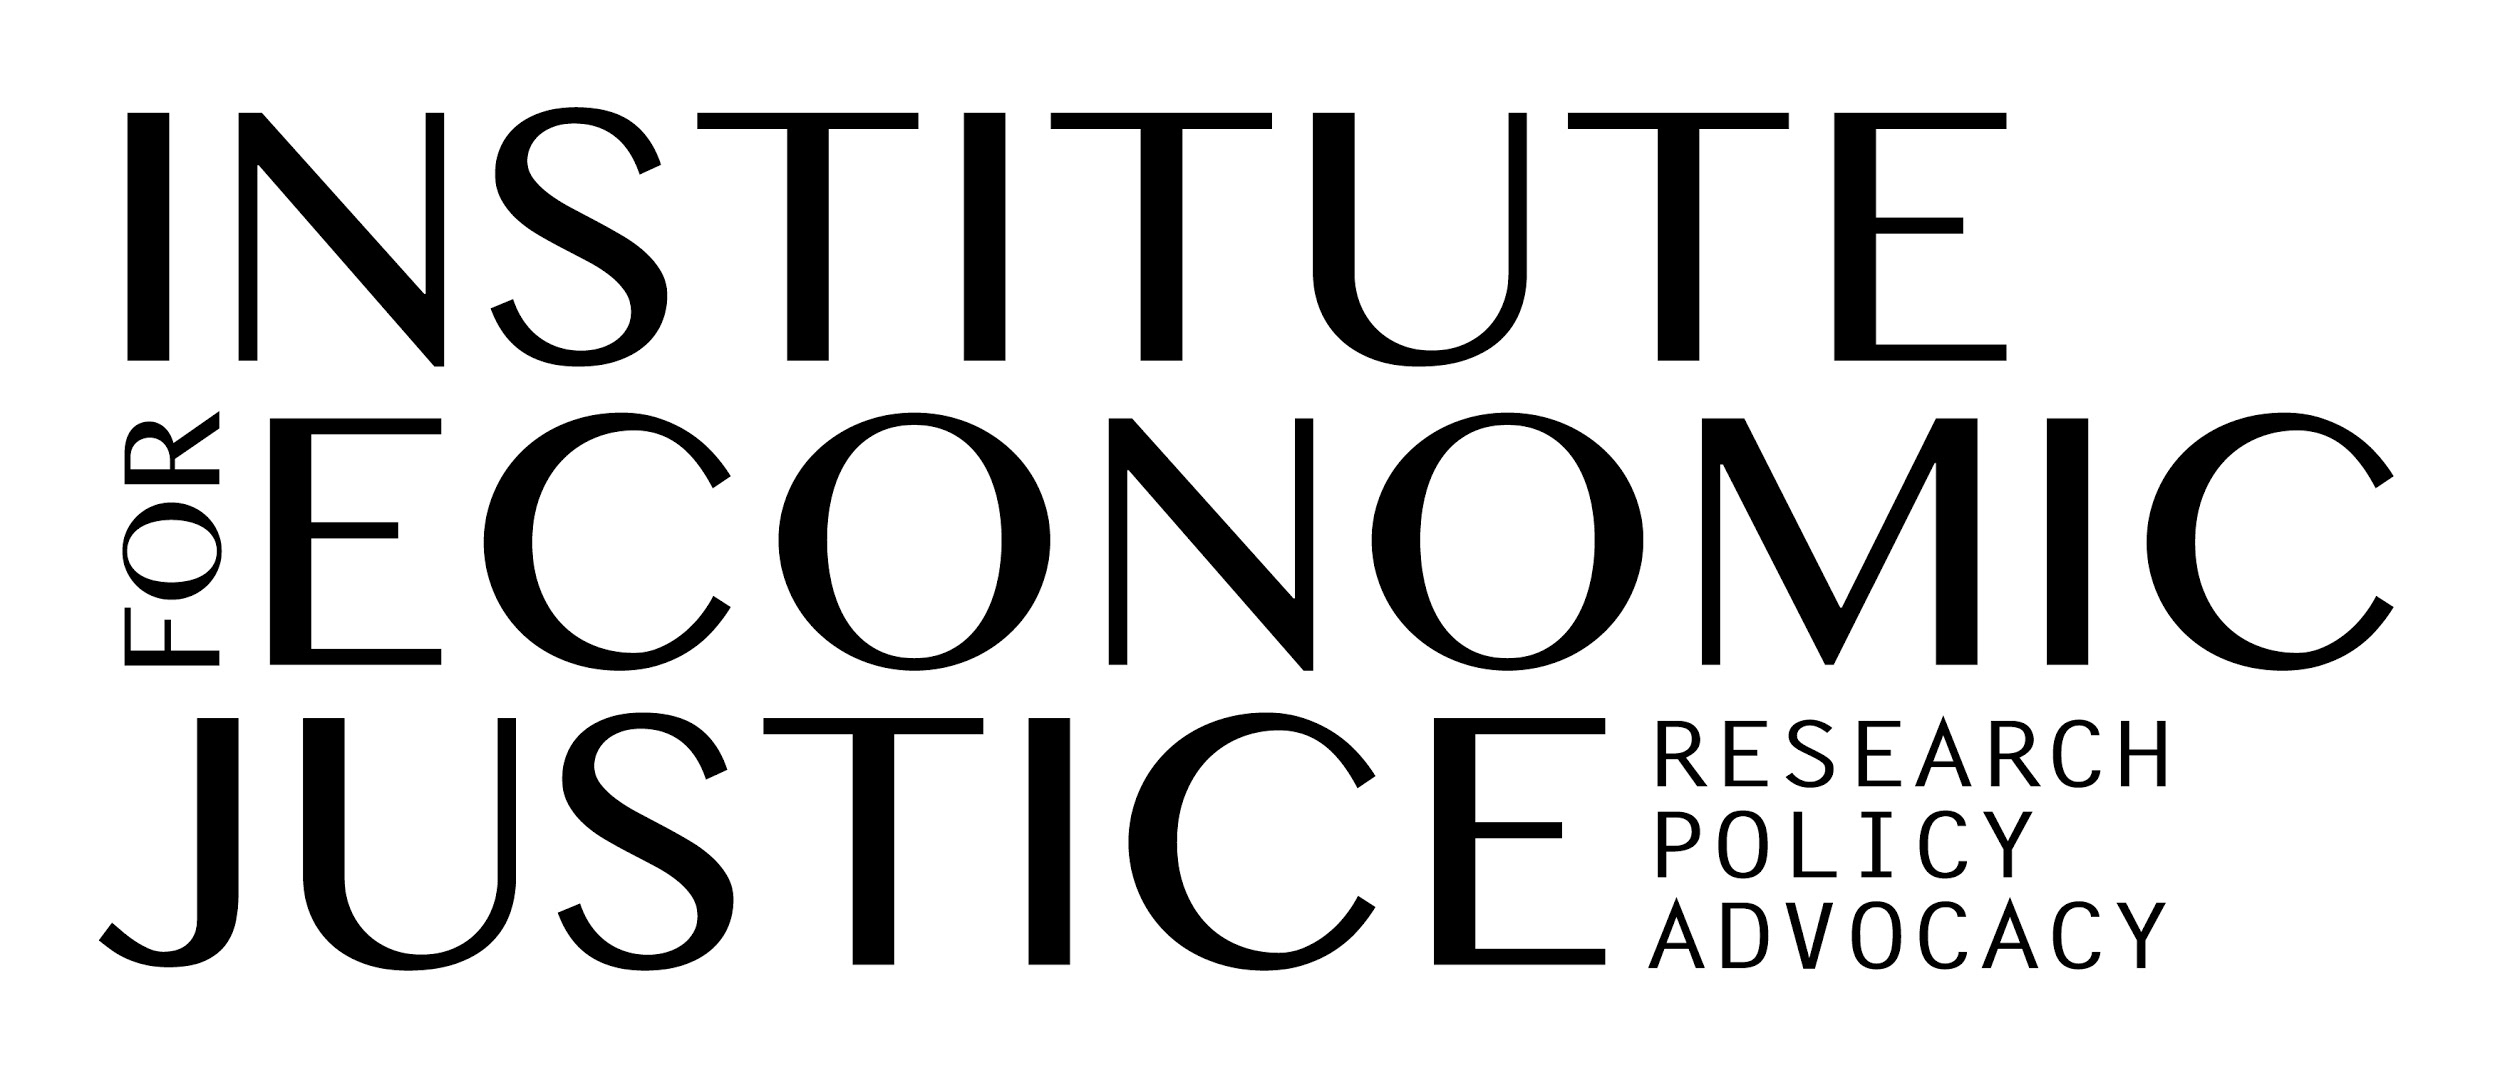 INSTITUTE
FOR
ECONOMIC
JUSTICE
RESEARCH
POLICY
ADVOCACY